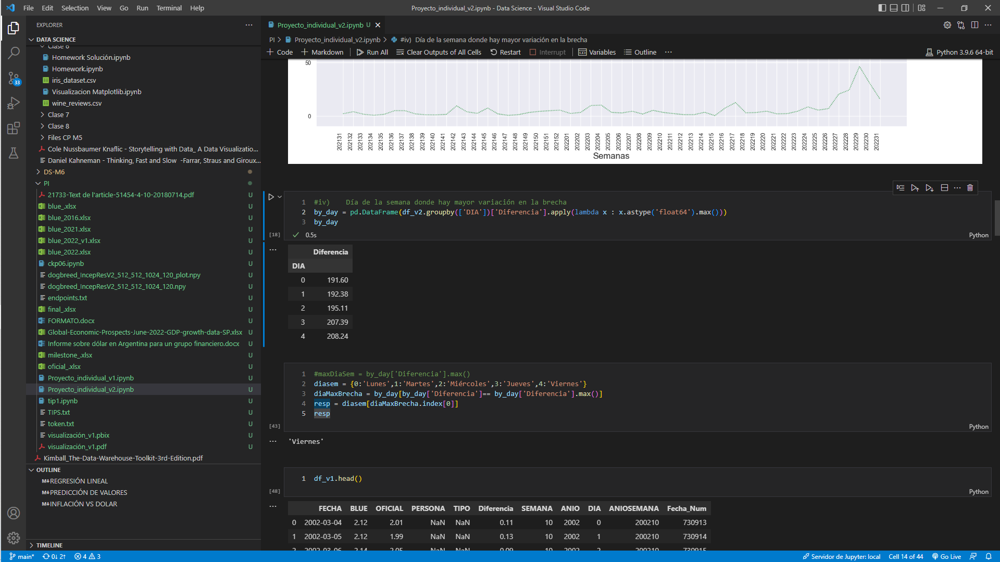 File Edit Selection View Go Run Terminal Help
Proyecto_individual_v2.ipynb - Data Science - Visual Studio Code
EXPLORER
DATA SCIENCE
Clase 6
Homework Solución.ipynb
Homework.ipynb
iris_dataset.csv
Visualizacion Matplotlib.ipynb
wine_reviews.csv
Clase 7
Clase 8
Files CP M5
Cole Nussbaumer Knaflic - Storytelling with Data_ A Data Visualizatio...
Daniel Kahneman - Thinking, Fast and Slow -Farrar, Straus and Giroux...
DS-M6
PI
21733-Text de l'article-51454-4-10-20180714.pdf U
blue_.xlsx U
blue_2016.xlsx U
blue_2021.xlsx U
blue_2022_v1.xlsx U
blue_2022.xlsx U
ckp06.ipynb U
dogbreed_IncepResV2_512_512_1024_120_plot.npy U
dogbreed_IncepResV2_512_512_1024_120.npy U
endpoints.txt U
final_.xlsx U
FORMATO.docx U
Global-Economic-Prospects-June-2022-GDP-growth-data-SP.xlsx U
Informe sobre dólar en Argentina para un grupo financiero.docx U
milestone_.xlsx U
oficial_.xlsx U
Proyecto_individual_v1.ipynb U
Proyecto_individual_v2.ipynb U
tip1.ipynb U
TIPS.txt U
token.txt U
visualización_v1.pbix U
visualización_v1.pdf U
Kimball_The-Data-Warehouse-Toolkit-3rd-Edition.pdf
OUTLINE
M↓REGRESIÓN LINEAL
M↓PREDICCIÓN DE VALORES
M↓INFLACIÓN VS DOLAR
TIMELINE
33
Proyecto_individual_v2.ipynb U
PI > Proyecto_individual_v2.ipynb > #iv) Día de la semana donde hay mayor variación en la brecha
Code Markdown Run All Clear Outputs of All Cells Restart Interrupt Variables Outline ... Python 3.9.6 64-bit
50
0
202131 202132 202133 202134 202135 202136 202137 202138 202139 202140 202141 202142 202143 202144 202145 202146 202147 202148 202149 202150 202151 202152 202201 202202 202203 202204 202205 202206 202207 202208 202209 202210 202211 202212 202213 202214 202215 202216 202217 202218 202219 202220 202221 202222 202223 202224 202225 202226 202227 202228 202229 202230 202231
Semanas
1 #iv) Día de la semana donde hay mayor variación en la brecha
2 by_day = pd.DataFrame(df_v2.groupby(['DIA'])['Diferencia'].apply(lambda x : x.astype('float64').max()))
3 by_day
[18] 0.5s Python
Diferencia
DIA
0 191.60
1 192.38
2 195.11
3 207.39
4 208.24
1 #maxDiaSem = by_day['Diferencia'].max()
2 diasem = {0:'Lunes',1:'Martes',2:'Miércoles',3:'Jueves',4:'Viernes'}
3 diaMaxBrecha = by_day[by_day['Diferencia']== by_day['Diferencia'].max()]
4 resp = diasem[diaMaxBrecha.index[0]]
5 resp
[43] Python
'Viernes'
1 df_v1.head()
[48] Python
FECHA BLUE OFICIAL PERSONA TIPO Diferencia SEMANA ANIO DIA ANIOSEMANA Fecha_Num
0 2002-03-04 2.12 2.01 NaN NaN 0.11 10 2002 0 200210 730913
1 2002-03-05 2.12 1.99 NaN NaN 0.13 10 2002 1 200210 730914
2 2002-03-06 2.14 2.05 NaN NaN 0.09 10 2002 2 200210 730915
main* 0↓ 2↑ 4 3 Servidor de Jupyter: local Cell 14 of 44 Go Live